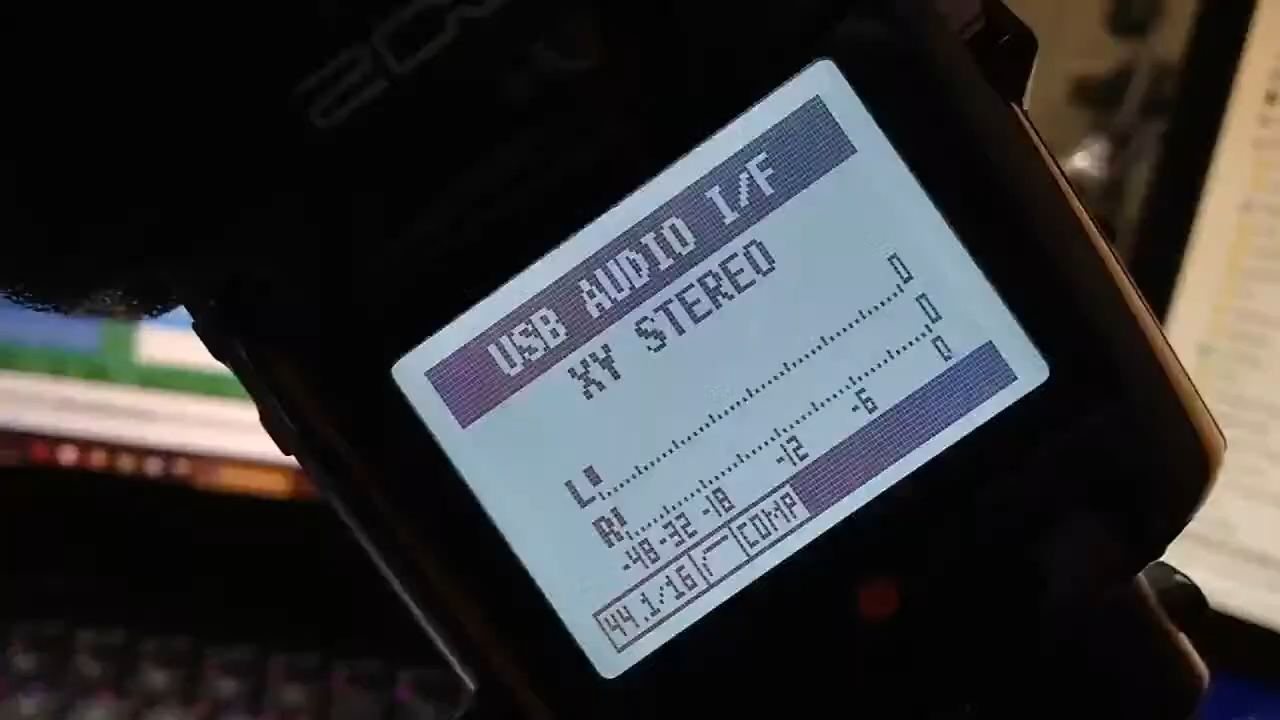 USB AUDIO I/F
XY STEREO
0
L
0
R
0
-48 -32 -18 -12 -6
44.1/16 COMP